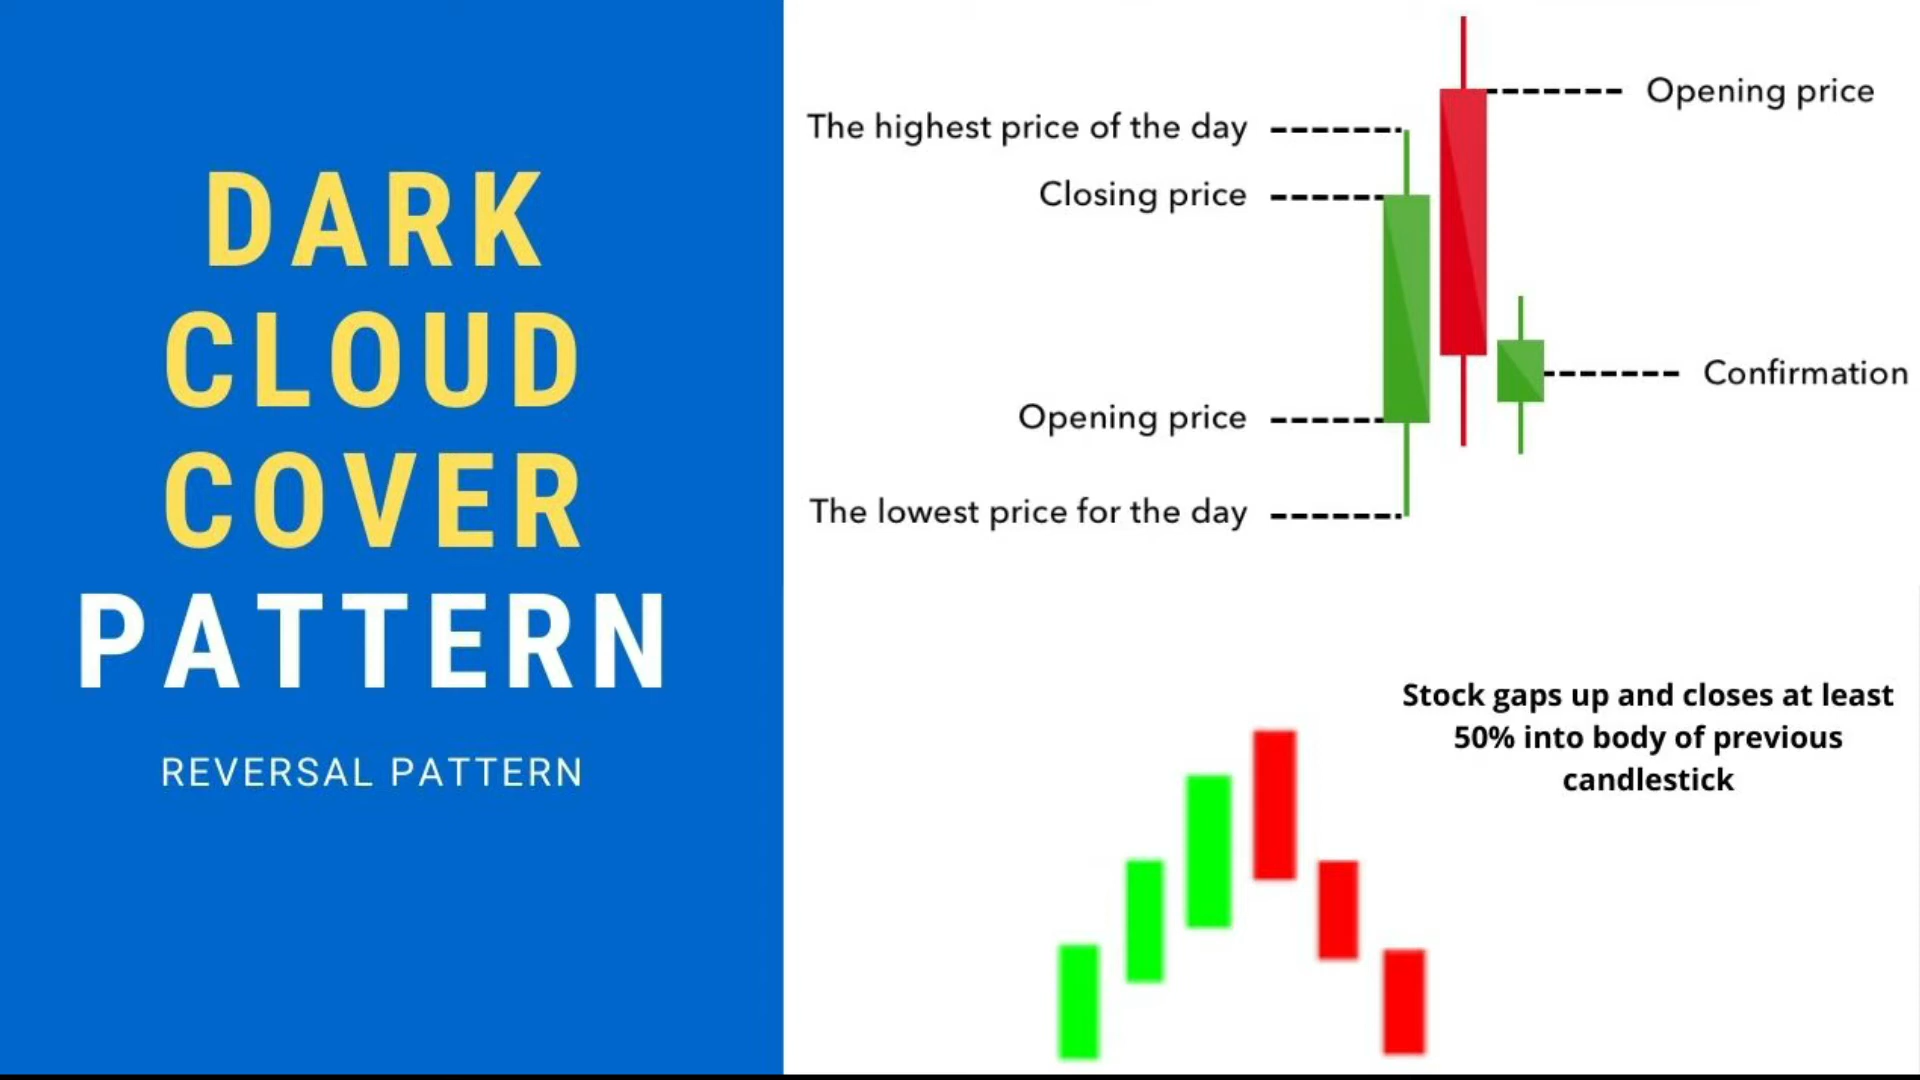 DARK
CLOUD
COVER
PATTERN
REVERSAL PATTERN
Opening price
The highest price of the day
Closing price
Confirmation
Opening price
The lowest price for the day
Stock gaps up and closes at least
50% into body of previous
candlestick